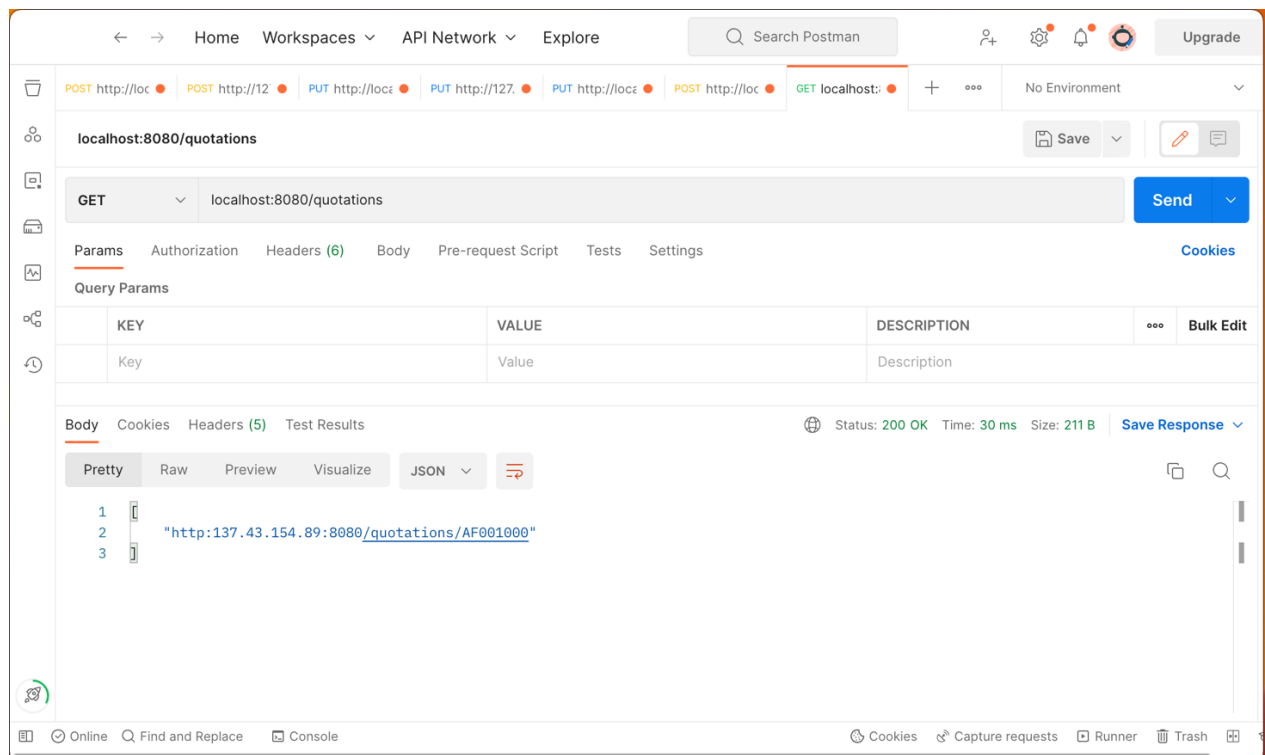 ← → Home Workspaces API Network Explore Search Postman Upgrade
POST http://loc POST http://12 PUT http://loca PUT http://127. PUT http://loca POST http://loc GET localhost: + ooo No Environment
localhost:8080/quotations Save
GET localhost:8080/quotations Send
Params Authorization Headers (6) Body Pre-request Script Tests Settings Cookies
Query Params
KEY VALUE DESCRIPTION ooo Bulk Edit
Key Value Description
Body Cookies Headers (5) Test Results Status: 200 OK Time: 30 ms Size: 211 B Save Response
Pretty Raw Preview Visualize JSON
1 [
2 "http:137.43.154.89:8080/quotations/AF001000"
3 ]
Online Find and Replace Console Cookies Capture requests Runner Trash